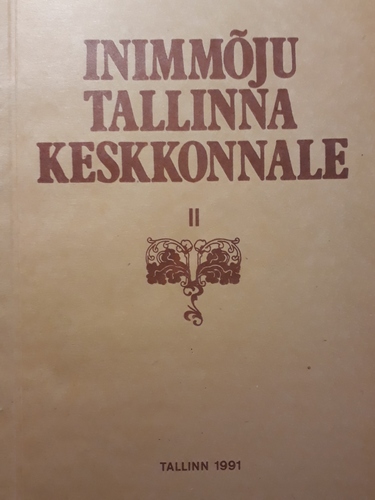 INIMMÕJU
TALLINNA
KESKKONNALE
II
TALLINN 1991